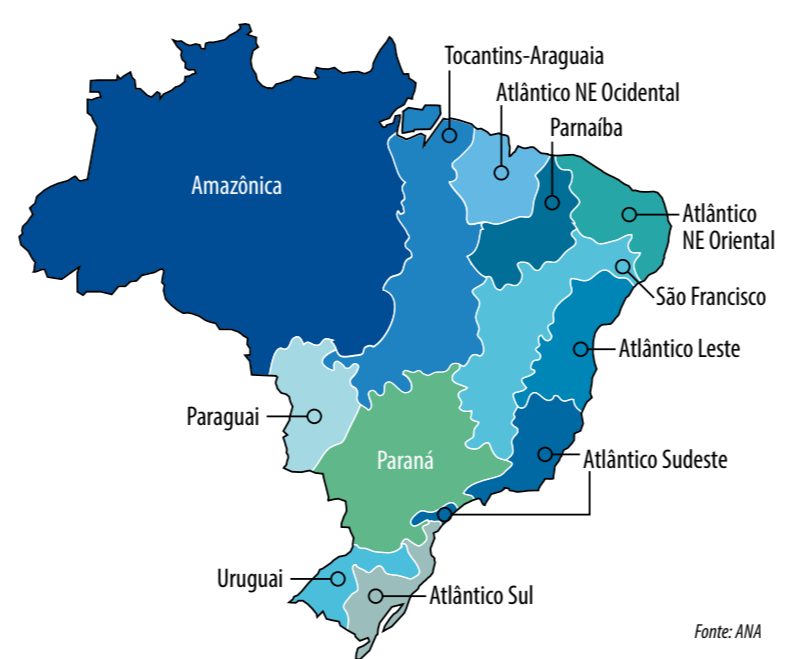 Tocantins-Araguaia
Atlântico NE Ocidental
Parnaíba
Amazônica
Atlântico
NE Oriental
São Francisco
Atlântico Leste
Paraguai
Paraná
Atlântico Sudeste
Uruguai
Atlântico Sul
Fonte: ANA